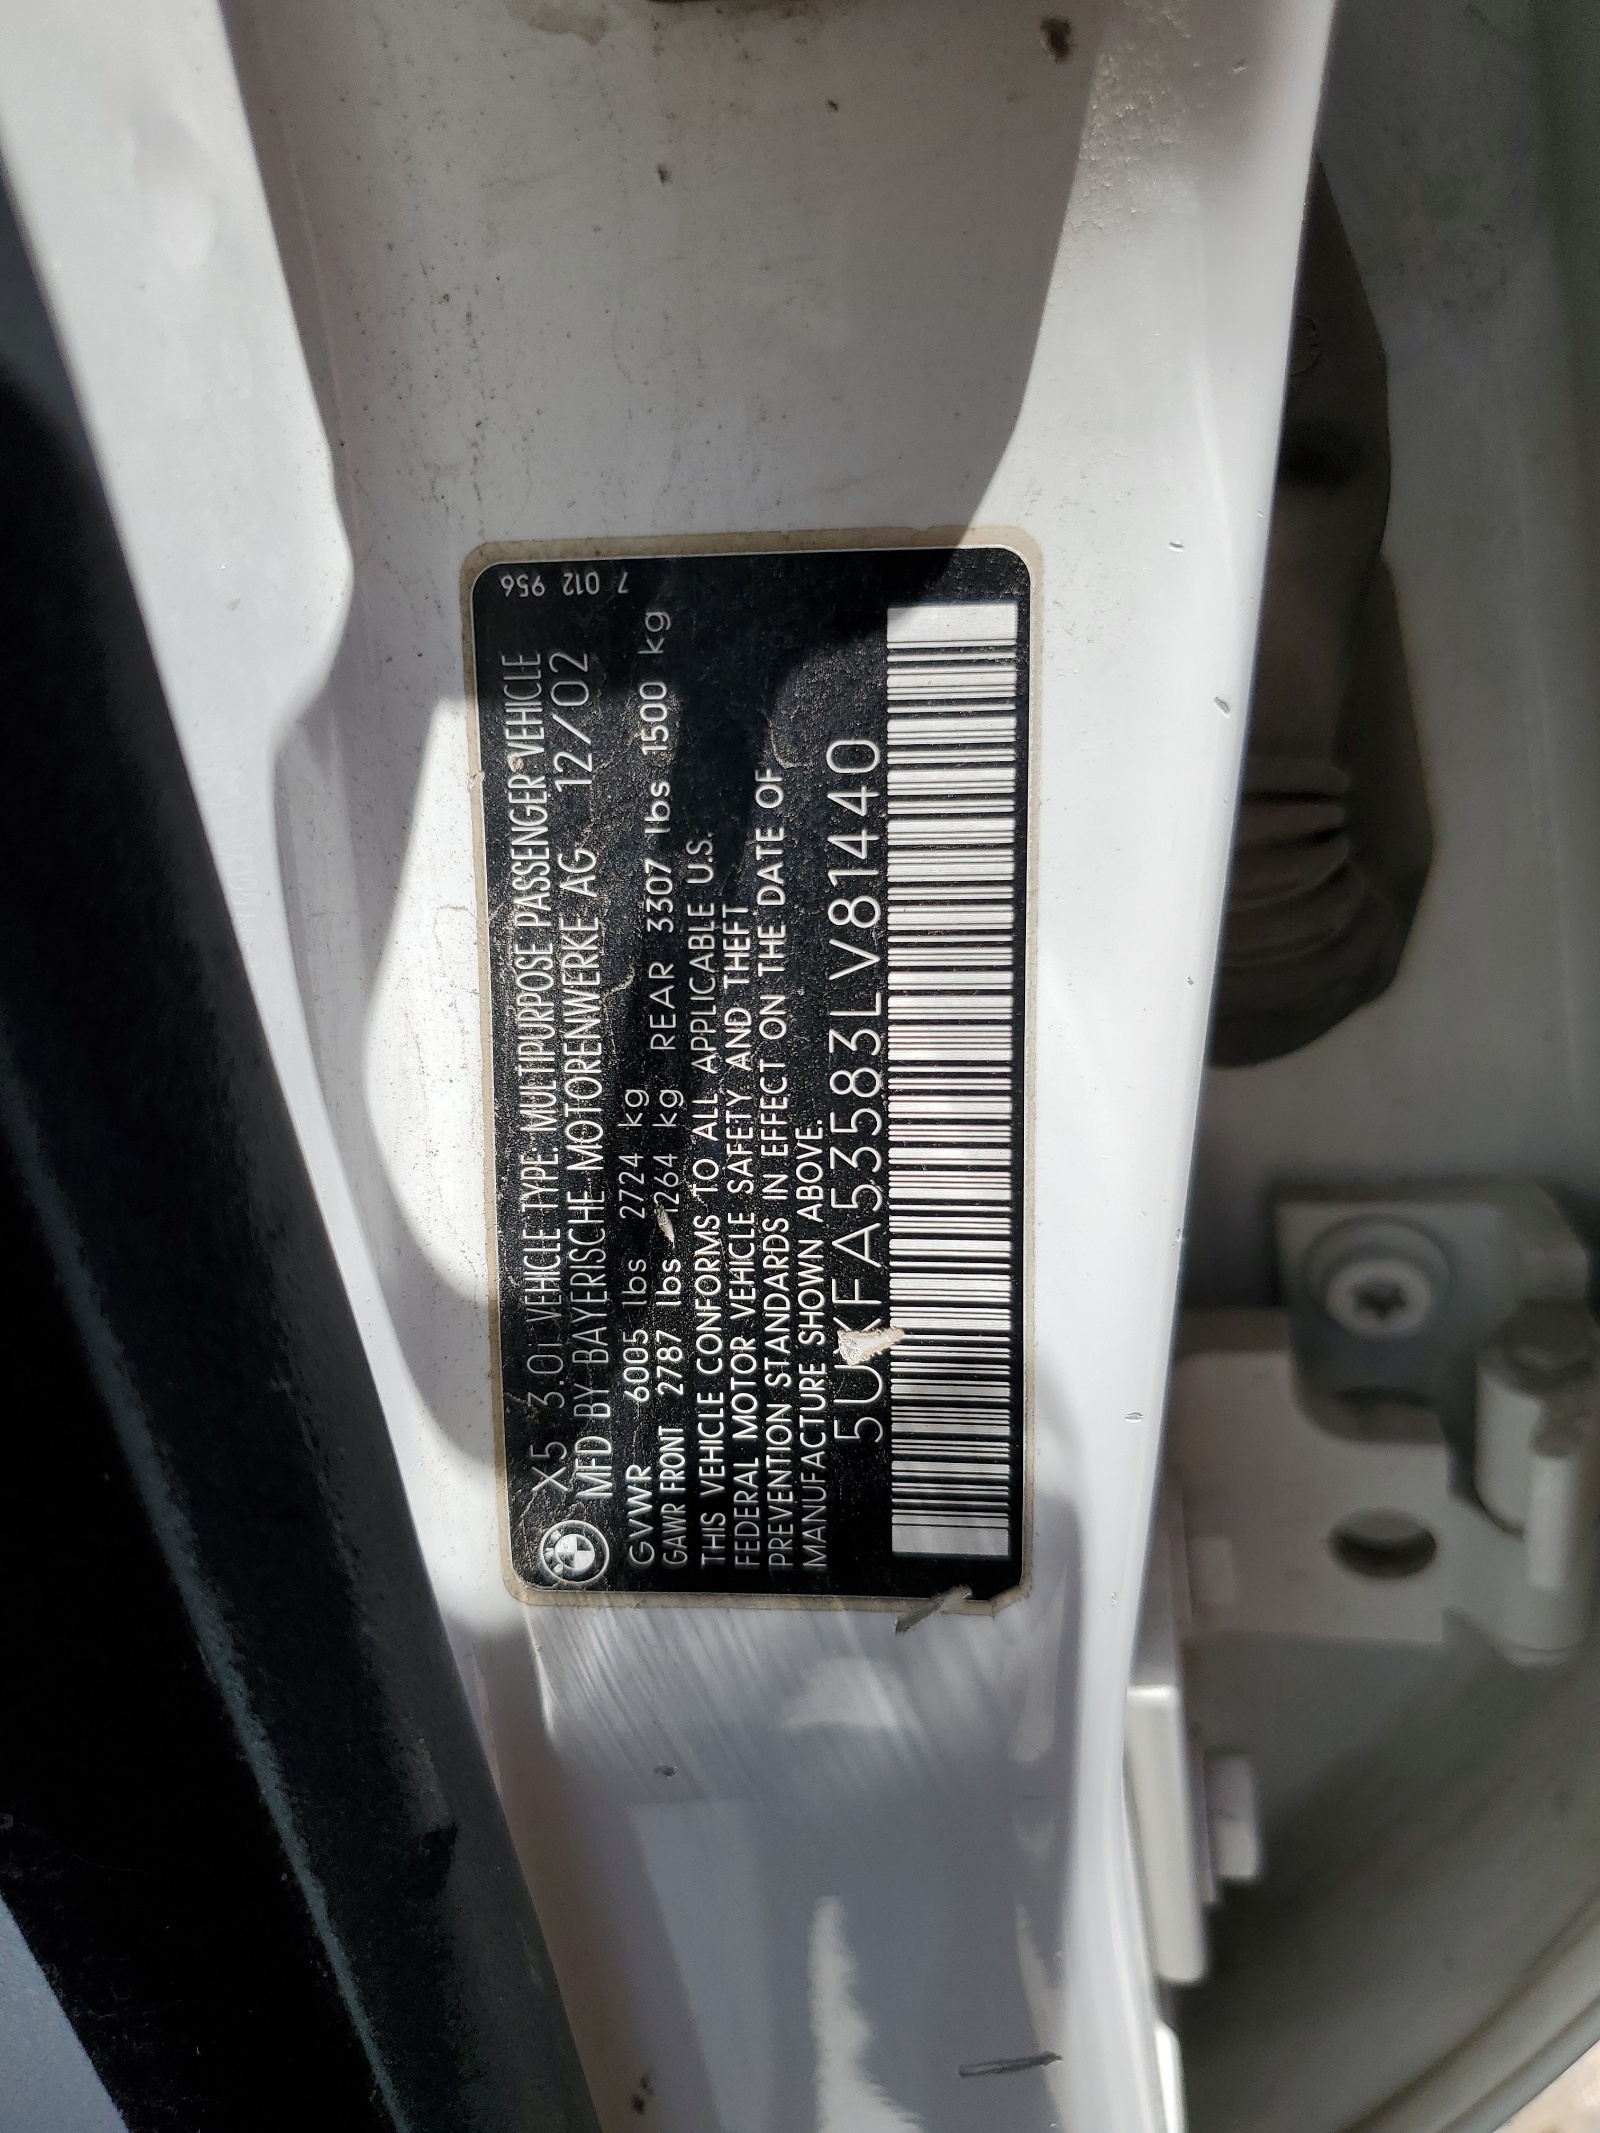 X5 3.0i VEHICLE TYPE: MULTIPURPOSE PASSENGER VEHICLE
MFD BY BAYERISCHE MOTORENWERKE AG 12/02
GVWR 6005 lbs 2724 kg
GAWR FRONT 2787 lbs 1264 kg REAR 3307 lbs 1500 kg
THIS VEHICLE CONFORMS TO ALL APPLICABLE U.S.
FEDERAL MOTOR VEHICLE SAFETY AND THEFT
PREVENTION STANDARDS IN EFFECT ON THE DATE OF
MANUFACTURE SHOWN ABOVE.
5UXFA53583LV81440
7 012 956